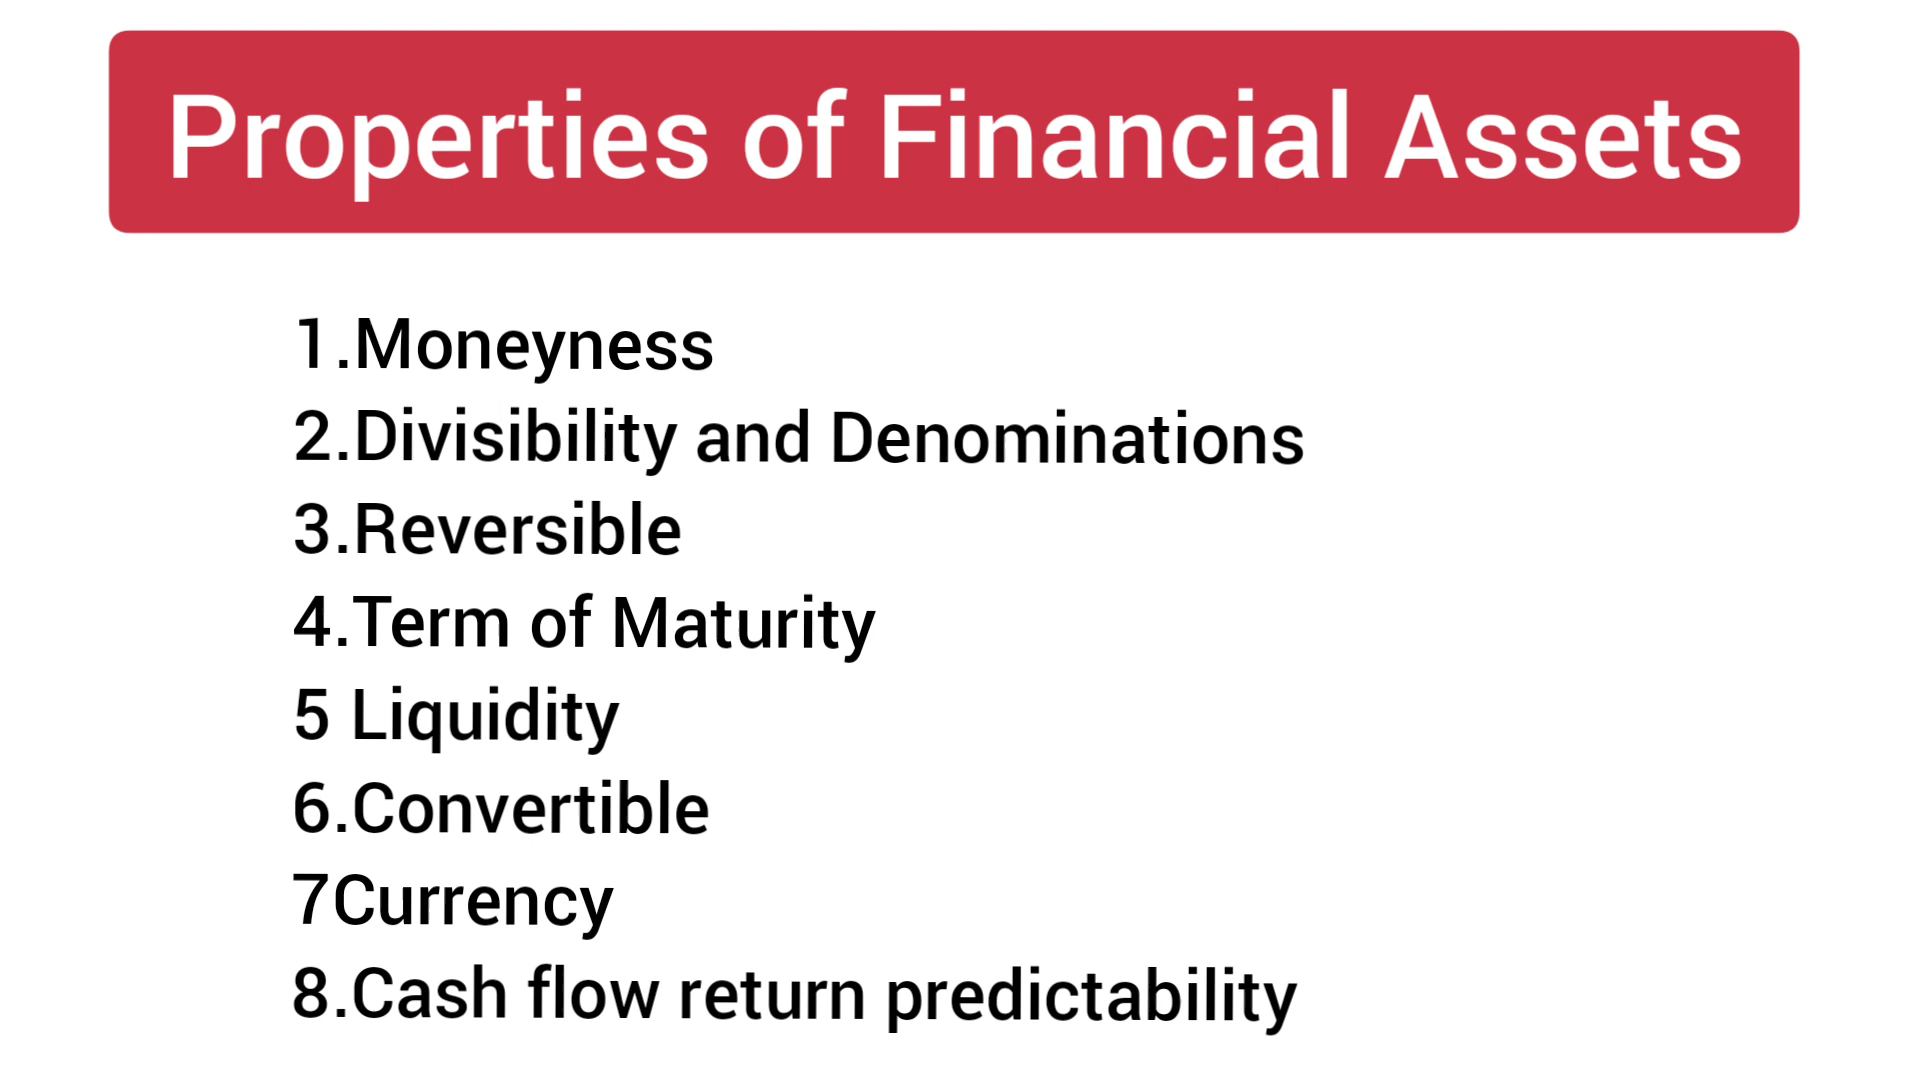 Properties of Financial Assets
1.Moneyness
2.Divisibility and Denominations
3.Reversible
4.Term of Maturity
5 Liquidity
6.Convertible
7Currency
8.Cash flow return predictability